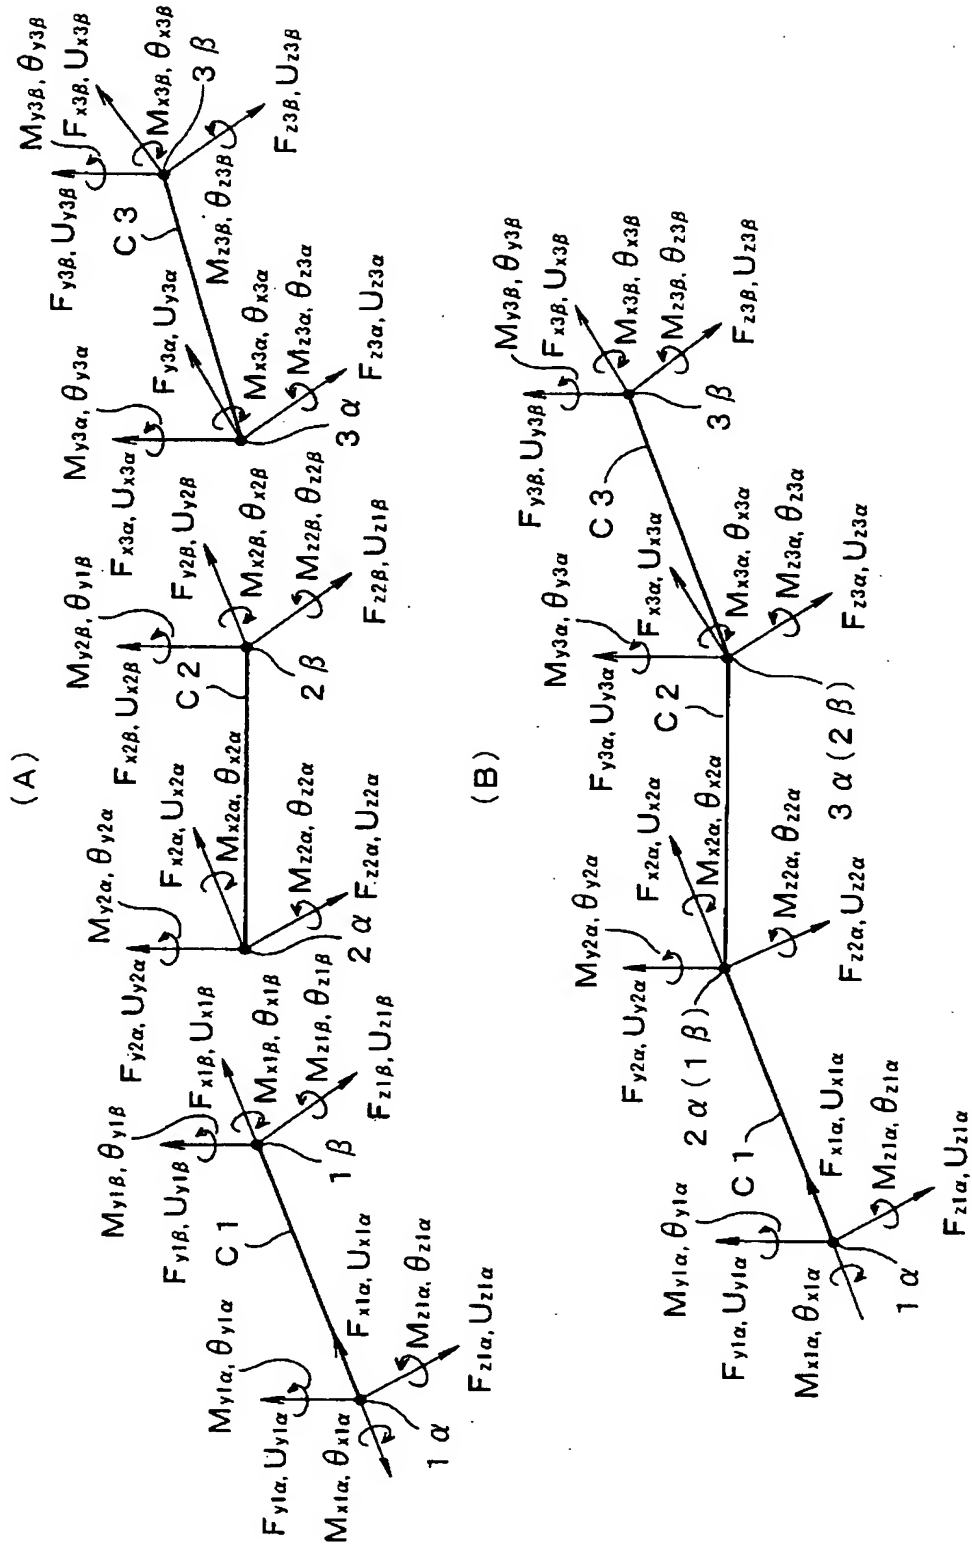 (A)
My1α, θy1α
Fy1α, Uy1α
Mx1α, θx1α
1α
Fx1α, Ux1α
Mz1α, θz1α
Fz1α, Uz1α
C1
My1β, θy1β
Fy1β, Uy1β
Fx1β, Ux1β
Mx1β, θx1β
Mz1β, θz1β
Fz1β, Uz1β
1β
My2α, θy2α
Fy2α, Uy2α
Fx2α, Ux2α
Mx2α, θx2α
Mz2α, θz2α
Fz2α, Uz2α
2α
C2
My2β, θy1β
Fx2β, Ux2β
Fy2β, Uy2β
Mx2β, θx2β
Mz2β, θz2β
Fz2β, Uz1β
2β
My3α, θy3α
Fx3α, Ux3α
Fy3α, Uy3α
Mx3α, θx3α
Mz3α, θz3α
Fz3α, Uz3α
3α
C3
My3β, θy3β
Fy3β, Uy3β
Fx3β, Ux3β
Mx3β, θx3β
3β
Mz3β, θz3β
Fz3β, Uz3β
(B)
My1α, θy1α
Fy1α, Uy1α
Mx1α, θx1α
1α
Fx1α, Ux1α
Mz1α, θz1α
Fz1α, Uz1α
C1
2α(1β)
My2α, θy2α
Fy2α, Uy2α
Fx2α, Ux2α
Mx2α, θx2α
Mz2α, θz2α
Fz2α, Uz2α
C2
3α(2β)
My3α, θy3α
Fy3α, Uy3α
Fx3α, Ux3α
Mx3α, θx3α
Mz3α, θz3α
Fz3α, Uz3α
C3
3β
My3β, θy3β
Fy3β, Uy3β
Fx3β, Ux3β
Mx3β, θx3β
Mz3β, θz3β
Fz3β, Uz3β